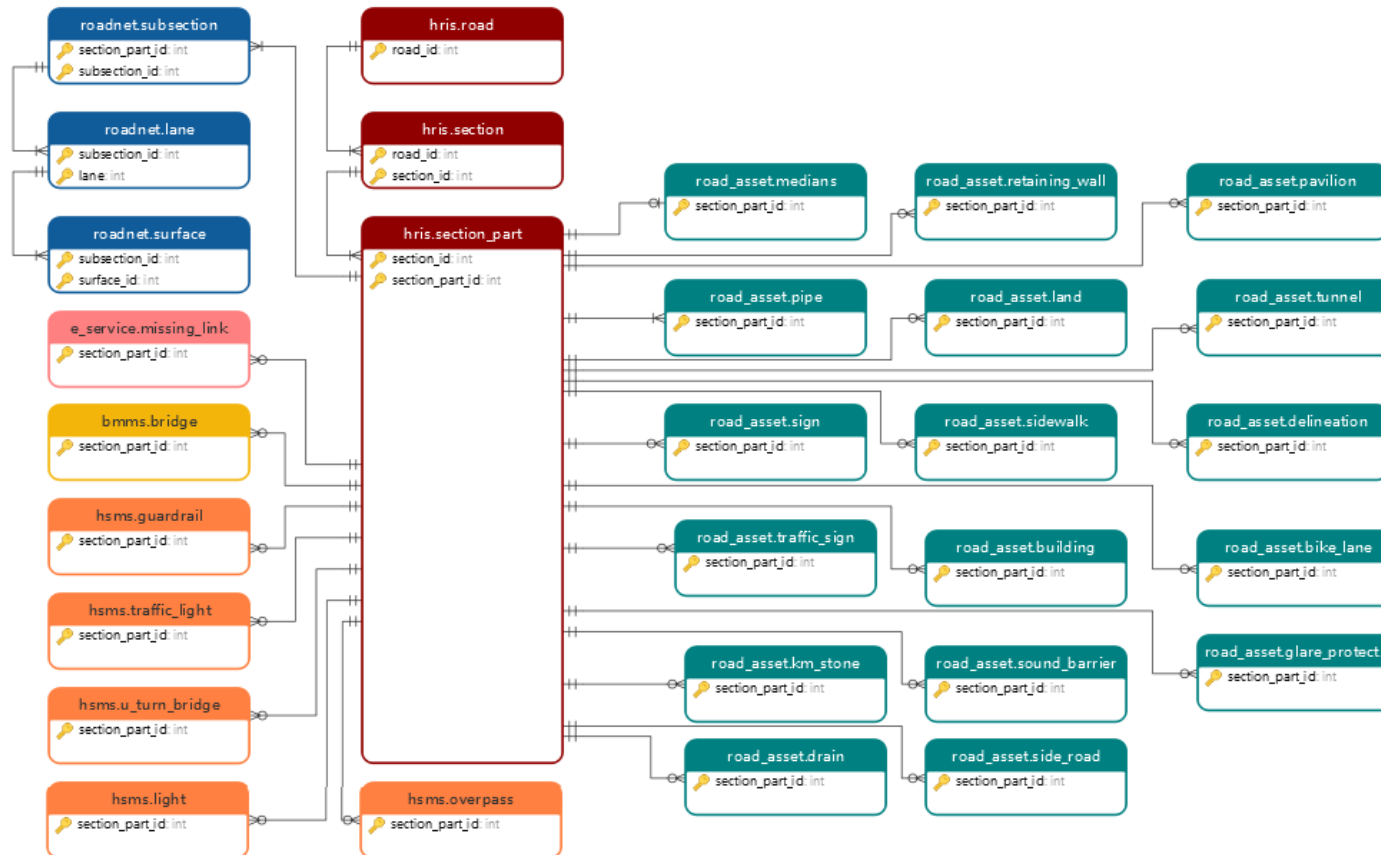 roadnet.subsection
section_part_id: int
subsection_id: int
hris.road
road_id: int
roadnet.lane
subsection_id: int
lane: int
hris.section
road_id: int
section_id: int
roadnet.surface
subsection_id: int
surface_id: int
hris.section_part
section_id: int
section_part_id: int
e_service.missing_link
section_part_id: int
bmms.bridge
section_part_id: int
hsms.guardrail
section_part_id: int
hsms.traffic_light
section_part_id: int
hsms.u_turn_bridge
section_part_id: int
hsms.light
section_part_id: int
hsms.overpass
section_part_id: int
road_asset.medians
section_part_id: int
road_asset.retaining_wall
section_part_id: int
road_asset.pavilion
section_part_id: int
road_asset.pipe
section_part_id: int
road_asset.land
section_part_id: int
road_asset.tunnel
section_part_id: int
road_asset.sign
section_part_id: int
road_asset.sidewalk
section_part_id: int
road_asset.delineation
section_part_id: int
road_asset.traffic_sign
section_part_id: int
road_asset.building
section_part_id: int
road_asset.bike_lane
section_part_id: int
road_asset.km_stone
section_part_id: int
road_asset.sound_barrier
section_part_id: int
road_asset.glare_protect
section_part_id: int
road_asset.drain
section_part_id: int
road_asset.side_road
section_part_id: int